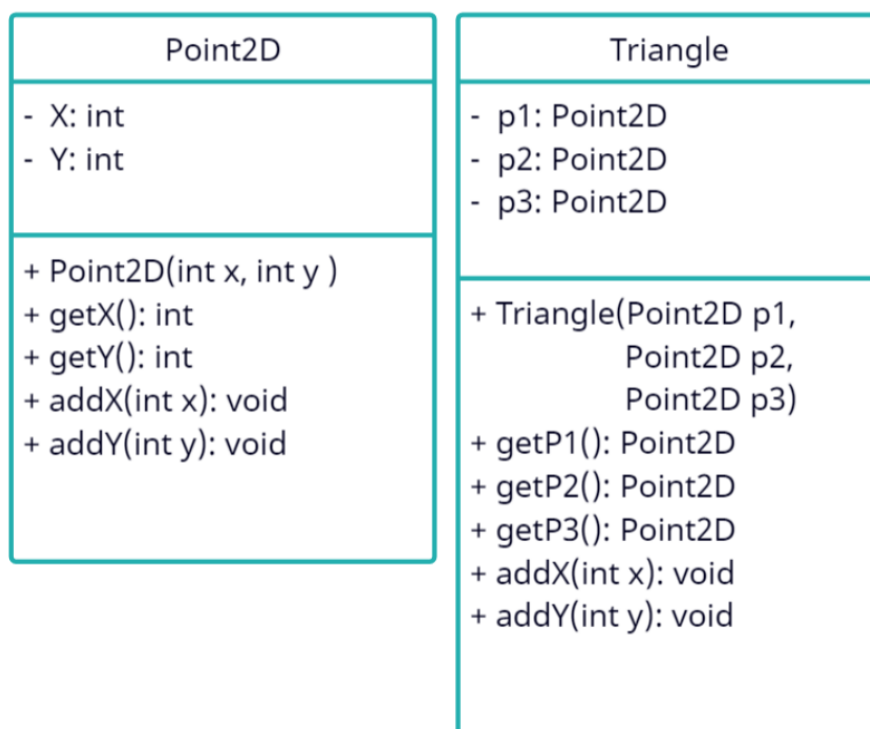 Point2D
- X: int
- Y: int
+ Point2D(int x, int y )
+ getX(): int
+ getY(): int
+ addX(int x): void
+ addY(int y): void
Triangle
- p1: Point2D
- p2: Point2D
- p3: Point2D
+ Triangle(Point2D p1,
Point2D p2,
Point2D p3)
+ getP1(): Point2D
+ getP2(): Point2D
+ getP3(): Point2D
+ addX(int x): void
+ addY(int y): void